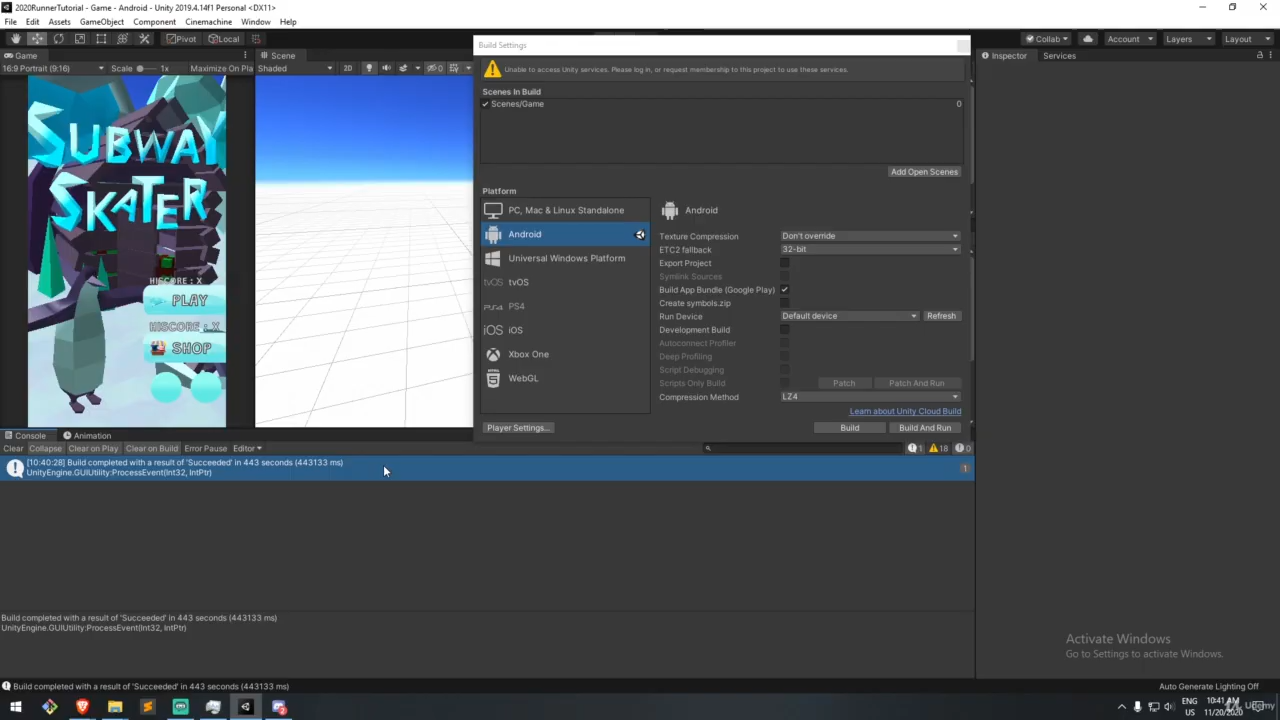 2020RunnerTutorial - Game - Android - Unity 2019.4.14f1 Personal <DX11>
File Edit Assets GameObject Component Cinemachine Window Help
Pivot Local
Collab Account Layers Layout
Game
16:9 Portrait (9:16) Scale 1x Maximize On Pla
Scene
Shaded 2D 0
Build Settings
Unable to access Unity services. Please log in, or request membership to this project to use these services.
Scenes In Build
Scenes/Game 0
Add Open Scenes
Platform
PC, Mac & Linux Standalone
Android
Universal Windows Platform
tvOS tvOS
PS4 PS4
iOS iOS
Xbox One
WebGL
Player Settings...
Android
Texture Compression Don't override
ETC2 fallback 32-bit
Export Project
Symlink Sources
Build App Bundle (Google Play)
Create symbols.zip
Run Device Default device Refresh
Development Build
Autoconnect Profiler
Deep Profiling
Script Debugging
Scripts Only Build Patch Patch And Run
Compression Method LZ4
Learn about Unity Cloud Build
Build Build And Run
Inspector Services
SUBWAY
SKATER
HISCORE : X
PLAY
HISCORE : X
SHOP
Console Animation
Clear Collapse Clear on Play Clear on Build Error Pause Editor 1 18 0
[10:40:28] Build completed with a result of 'Succeeded' in 443 seconds (443133 ms)
UnityEngine.GUIUtility:ProcessEvent(Int32, IntPtr)
1
Build completed with a result of 'Succeeded' in 443 seconds (443133 ms)
UnityEngine.GUIUtility:ProcessEvent(Int32, IntPtr)
Activate Windows
Go to Settings to activate Windows.
Build completed with a result of 'Succeeded' in 443 seconds (443133 ms)
Auto Generate Lighting Off
ENG
US
10:41 AM
11/20/2020
Udemy